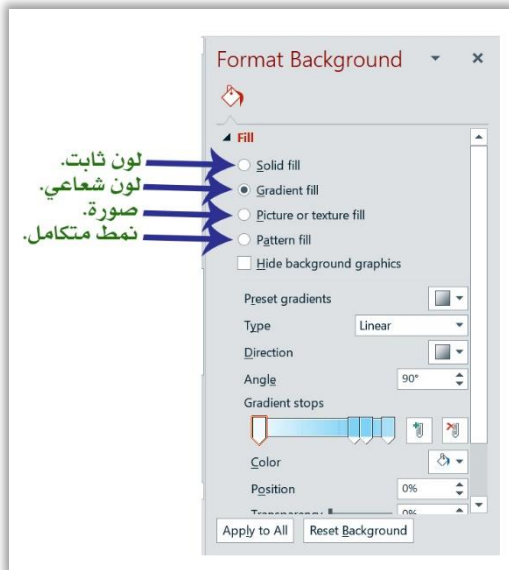 Format Background
Fill
لون ثابت.
Solid fill
لون شعاعي.
Gradient fill
صورة.
Picture or texture fill
نمط متكامل.
Pattern fill
Hide background graphics
Preset gradients
Type Linear
Direction
Angle 90°
Gradient stops
Color
Position 0%
Transparency 0%
Apply to All Reset Background